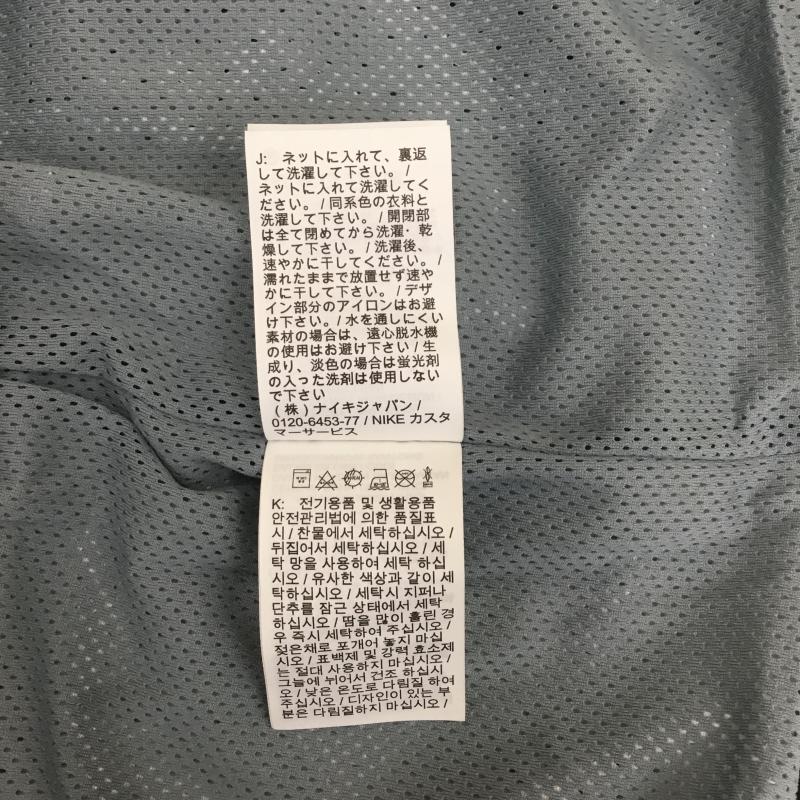 J: ネットに入れて、裏返
して洗濯して下さい。/
ネットに入れて洗濯してく
ださい。/ 同系色の衣料と
洗濯して下さい。/ 開閉部
は全て閉めてから洗濯・乾
燥して下さい。/ 洗濯後、
速やかに干してください。/
濡れたままで放置せず速や
かに干して下さい。/ デザ
イン部分のアイロンはお避
け下さい。/ 水を通しにくい
素材の場合は、遠心脱水機
の使用はお避け下さい / 生
成り、淡色の場合は蛍光剤
の入った洗剤は使用しない
で下さい
(株) ナイキジャパン /
0120-6453-77 / NIKE カスタ
マーサービス
K: 전기용품 및 생활용품
안전관리법에 의한 품질표
시 / 찬물에서 세탁하십시오 /
뒤집어서 세탁하십시오 / 세
탁 망을 사용하여 세탁 하십
시오 / 유사한 색상과 같이 세
탁하십시오 / 세탁시 지퍼나
단추를 잠근 상태에서 세탁
하십시오 / 땀을 많이 흘린 경
우 즉시 세탁하여 주십시오 /
젖은채로 포개어 놓지 마십
시오 / 표백제 및 강력 효소제
는 절대 사용하지 마십시오 /
그늘에 뉘어서 건조 하십시
오 / 낮은 온도로 다림질 하여
주십시오 / 디자인이 있는 부
분은 다림질하지 마십시오 /